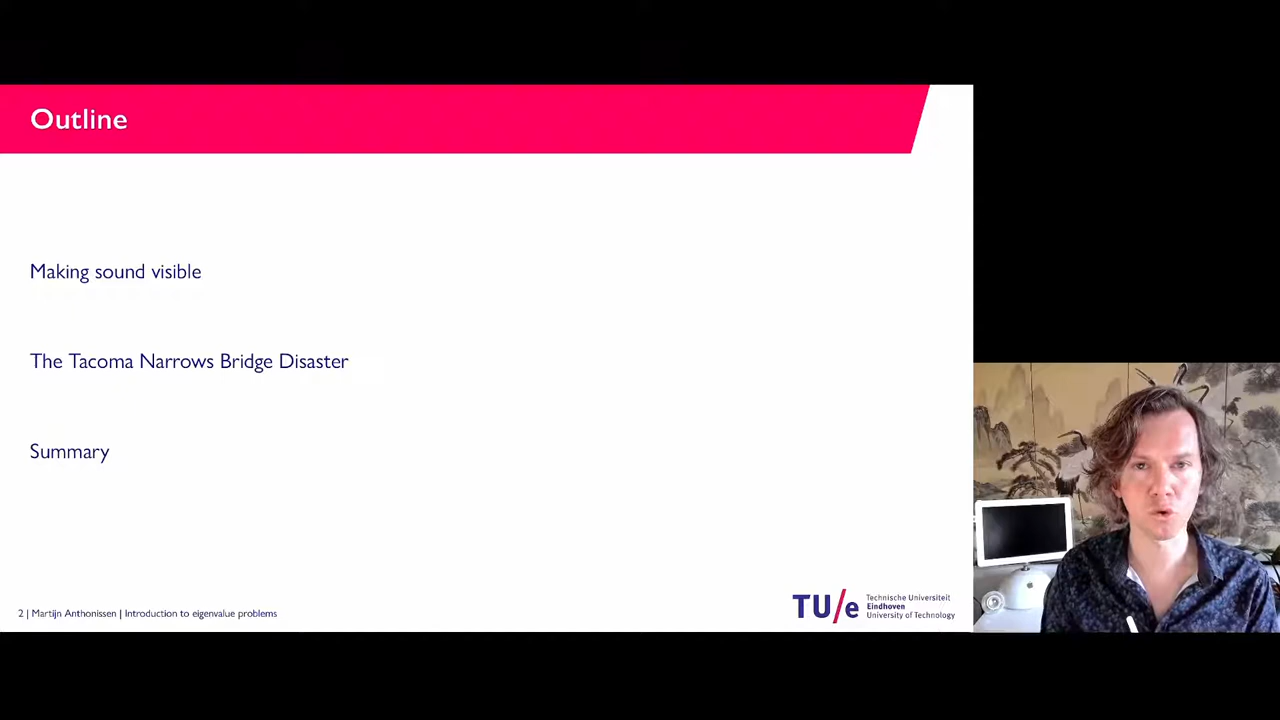 Outline
Making sound visible
The Tacoma Narrows Bridge Disaster
Summary
2 | Martijn Anthonissen | Introduction to eigenvalue problems
TU/e
Technische Universiteit
Eindhoven
University of Technology